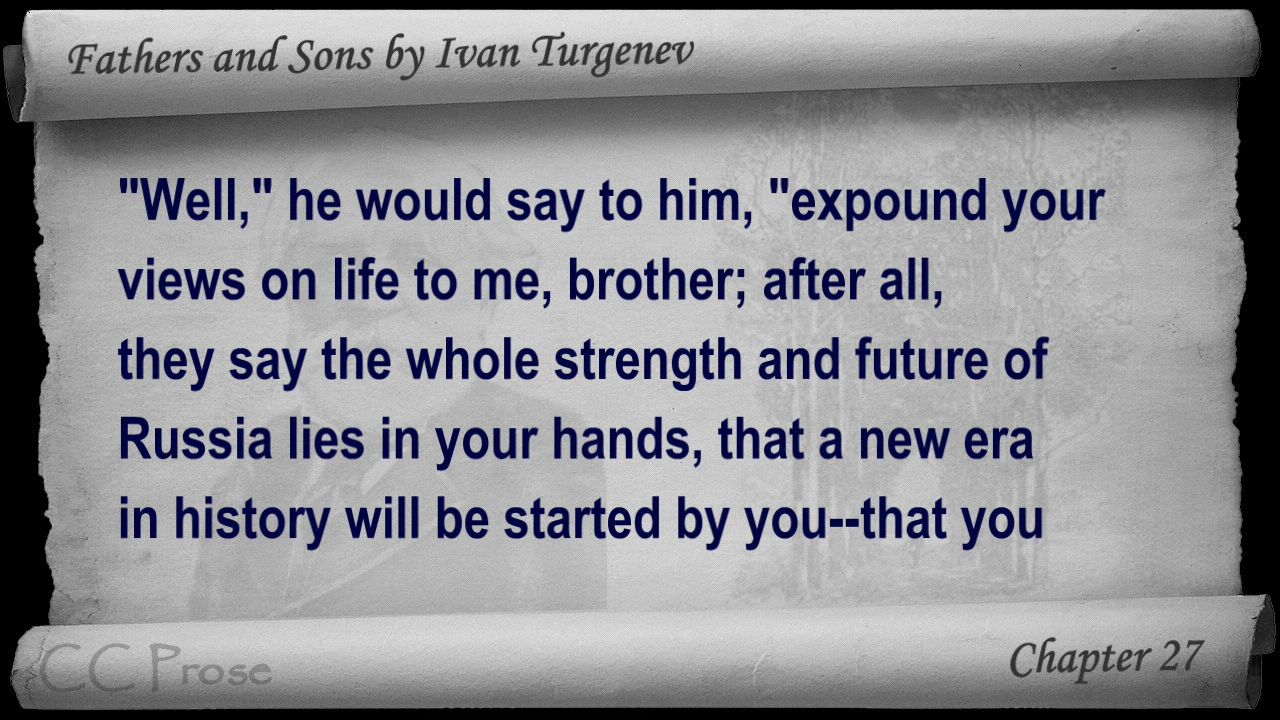 Fathers and Sons by Ivan Turgenev
"Well," he would say to him, "expound your
views on life to me, brother; after all,
they say the whole strength and future of
Russia lies in your hands, that a new era
in history will be started by you--that you
CC Prose
Chapter 27